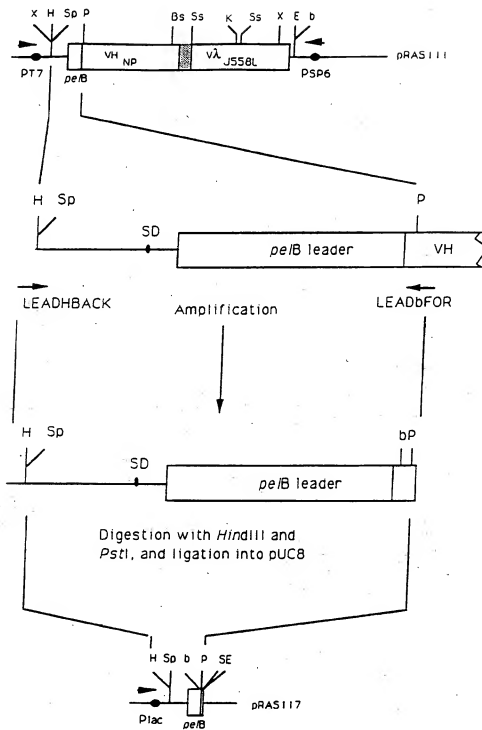 X H Sp P Bs Ss K Ss X E b
VH NP Vλ J558L pRAS111
PT7 pelB PSP6
H Sp P
SD
pelB leader VH
LEADHBACK Amplification LEADbFOR
H Sp bP
SD
pelB leader
Digestion with HindIII and
PstI, and ligation into pUC8
H Sp b P SE
Plac pelB pRAS117